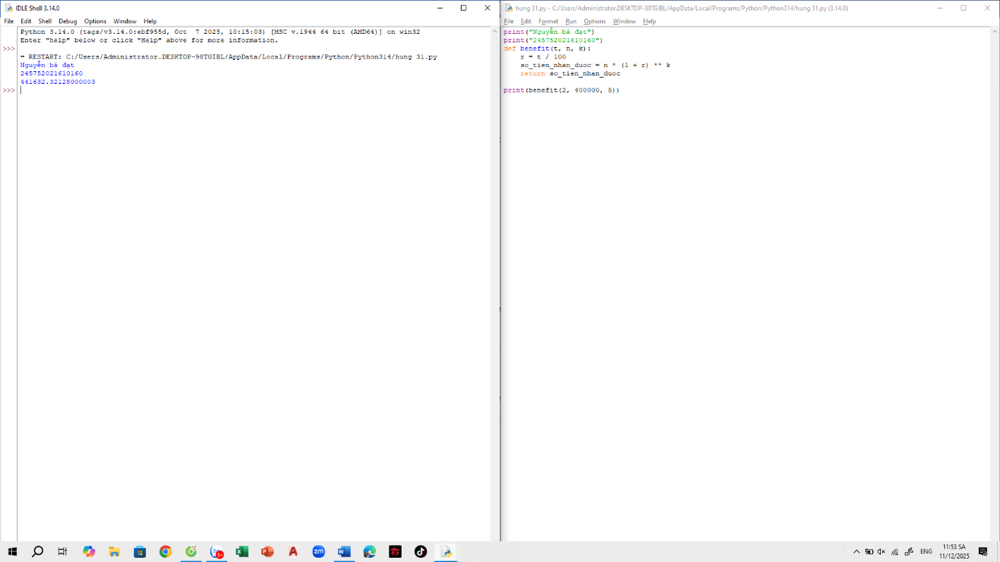 IDLE Shell 3.14.0
File Edit Shell Debug Options Window Help
Python 3.14.0 (tags/v3.14.0:ebf955d, Oct  7 2025, 10:15:03) [MSC v.1944 64 bit (AMD64)] on win32
Enter "help" below or click "Help" above for more information.
>>>
= RESTART: C:/Users/Administrator.DESKTOP-98TGIBL/AppData/Local/Programs/Python/Python314/hung 31.py
Nguyễn bá đạt
245752021610160
441632.32128000003
>>>
hung 31.py - C:/Users/Administrator.DESKTOP-98TGIBL/AppData/Local/Programs/Python/Python314/hung 31.py (3.14.0)
File Edit Format Run Options Window Help
print("Nguyễn bá đạt")
print("245752021610160")
def benefit(t, n, k):
    r = t / 100
    so_tien_nhan_duoc = n * (1 + r) ** k
    return so_tien_nhan_duoc
print(benefit(2, 400000, 5))
zm
5+
ENG
11:53 SA
11/12/2025